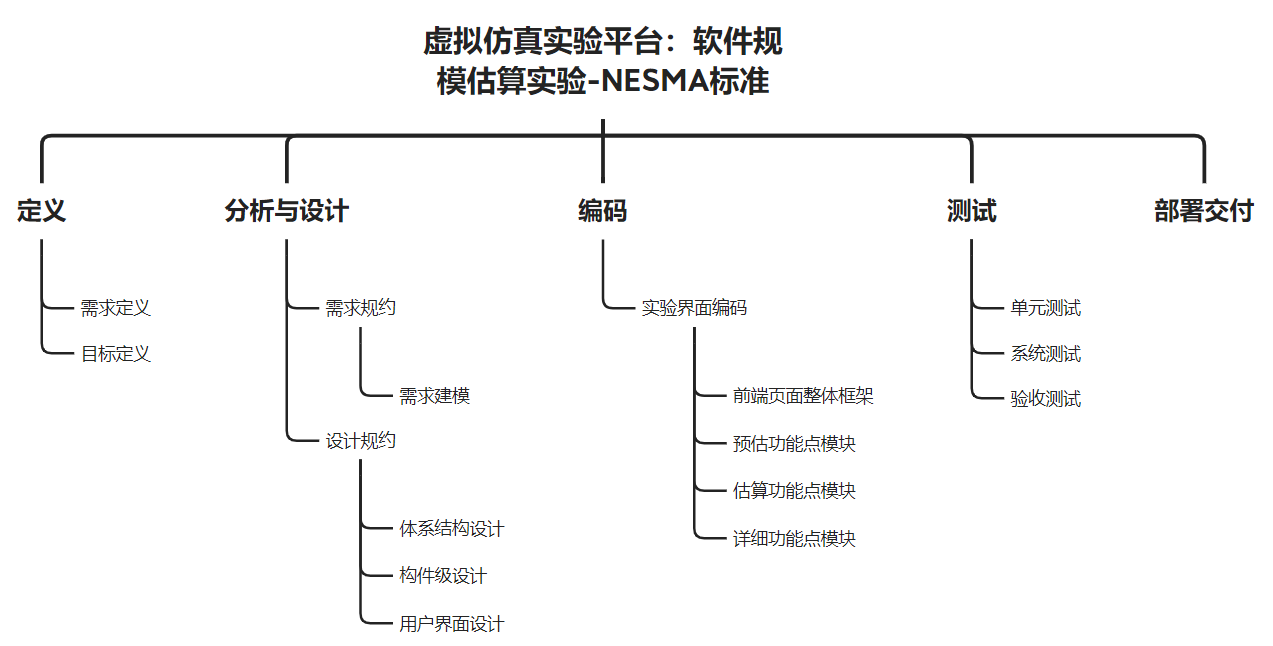 虚拟仿真实验平台：软件规
模估算实验-NESMA标准
定义
分析与设计
编码
测试
部署交付
需求定义
目标定义
需求规约
需求建模
设计规约
体系结构设计
构件级设计
用户界面设计
实验界面编码
前端页面整体框架
预估功能点模块
估算功能点模块
详细功能点模块
单元测试
系统测试
验收测试